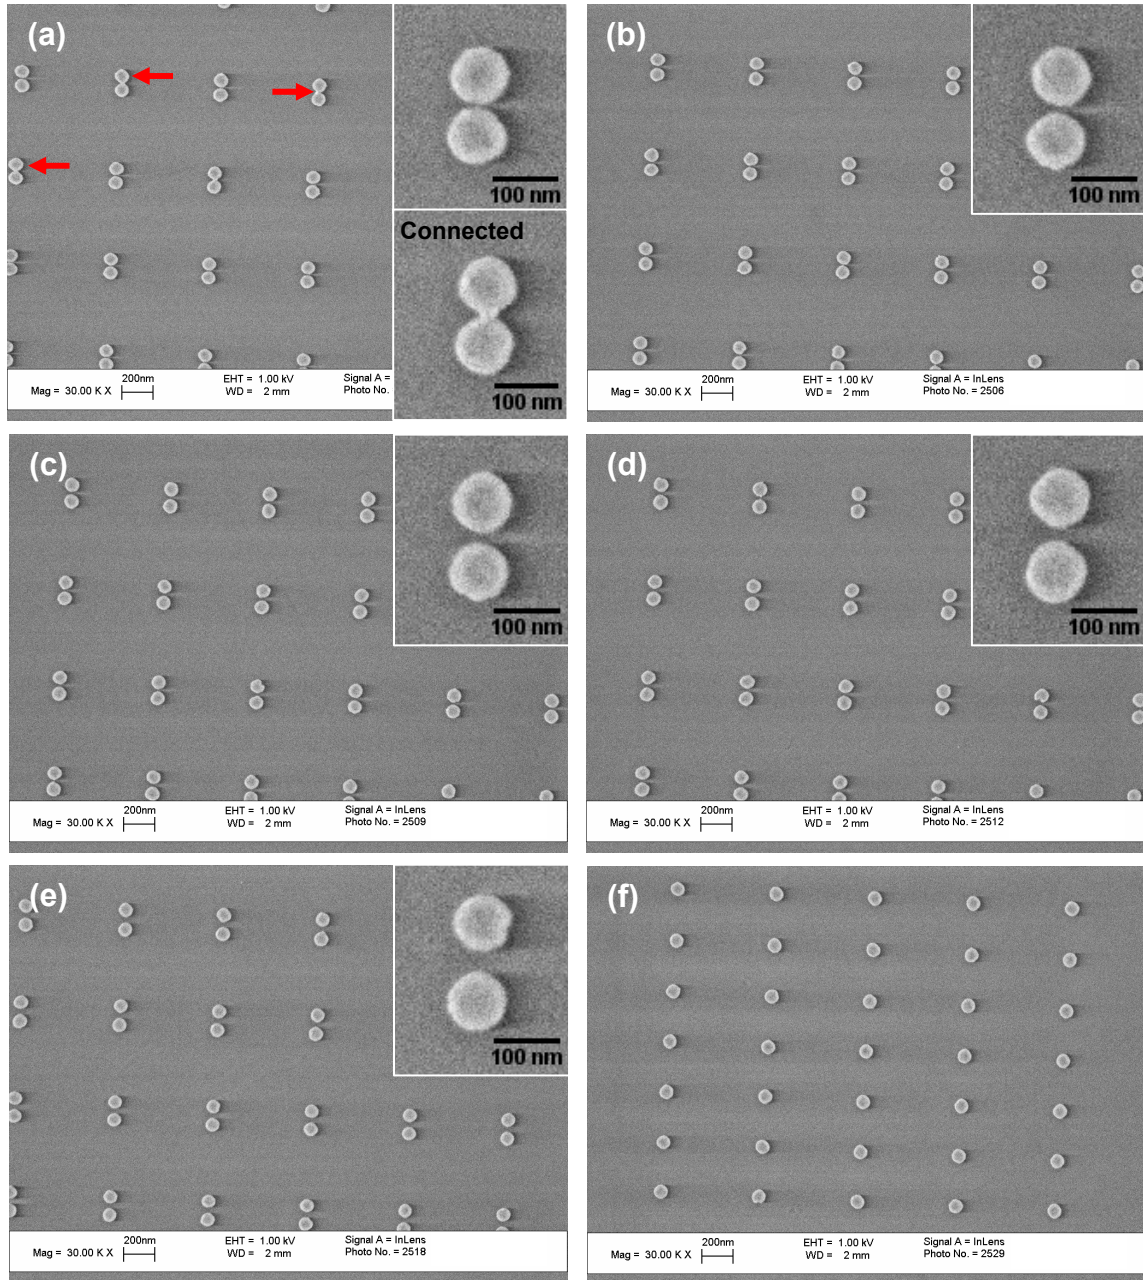 (a)
100 nm
Connected
100 nm
Mag = 30.00 K X
200nm
EHT = 1.00 kV
WD = 2 mm
Signal A =
Photo No.
(b)
100 nm
Mag = 30.00 K X
200nm
EHT = 1.00 kV
WD = 2 mm
Signal A = InLens
Photo No. = 2506
(c)
100 nm
Mag = 30.00 K X
200nm
EHT = 1.00 kV
WD = 2 mm
Signal A = InLens
Photo No. = 2509
(d)
100 nm
Mag = 30.00 K X
200nm
EHT = 1.00 kV
WD = 2 mm
Signal A = InLens
Photo No. = 2512
(e)
100 nm
Mag = 30.00 K X
200nm
EHT = 1.00 kV
WD = 2 mm
Signal A = InLens
Photo No. = 2518
(f)
Mag = 30.00 K X
200nm
EHT = 1.00 kV
WD = 2 mm
Signal A = InLens
Photo No. = 2529